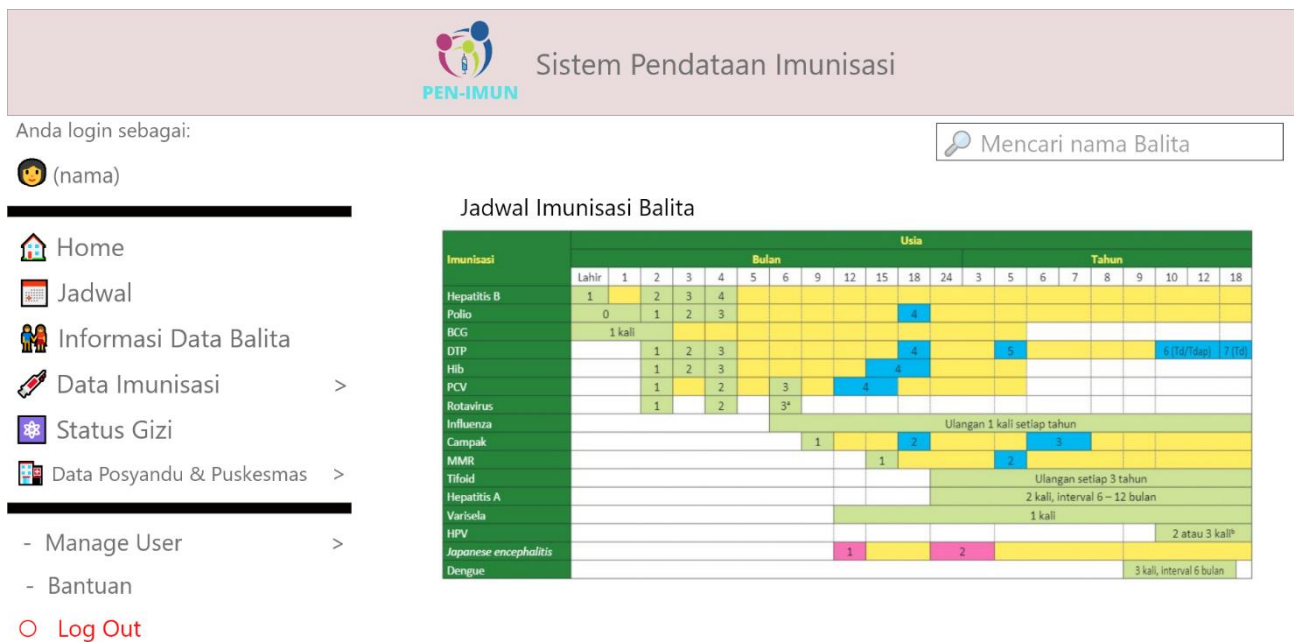 PEN-IMUN
Sistem Pendataan Imunisasi
Anda login sebagai:
(nama)
Mencari nama Balita
Home
Jadwal
Informasi Data Balita
Data Imunisasi >
Status Gizi
Data Posyandu & Puskesmas >
- Manage User >
- Bantuan
Log Out
Jadwal Imunisasi Balita
Imunisasi Usia
Bulan Tahun
Lahir 1 2 3 4 5 6 9 12 15 18 24 3 5 6 7 8 9 10 12 18
Hepatitis B 1 2 3 4
Polio 0 1 2 3 4
BCG 1 kali
DTP 1 2 3 4 5 6 (Td/Tdap) 7 (Td)
Hib 1 2 3 4
PCV 1 2 3 4
Rotavirus 1 2 3ᵃ
Influenza Ulangan 1 kali setiap tahun
Campak 1 2 3
MMR 1 2
Tifoid Ulangan setiap 3 tahun
Hepatitis A 2 kali, interval 6 – 12 bulan
Varisela 1 kali
HPV 2 atau 3 kaliᵇ
Japanese encephalitis 1 2
Dengue 3 kali, interval 6 bulan